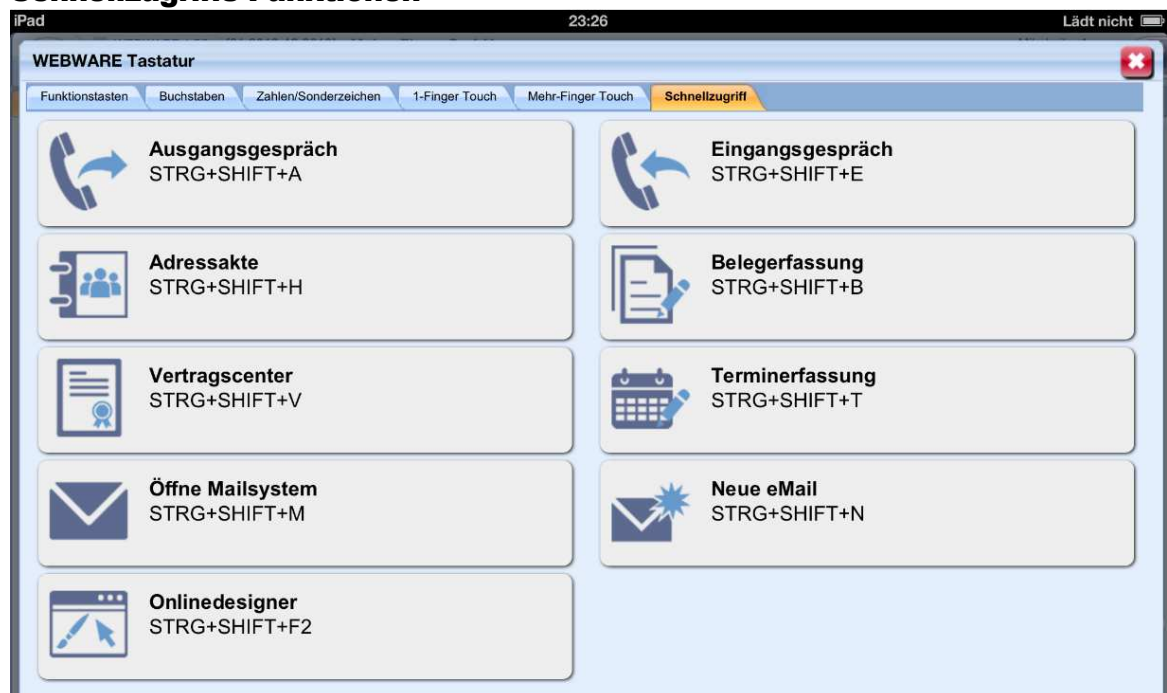 Schnellzugriffs Funktionen
iPad 23:26 Lädt nicht
WEBWARE Tastatur
Funktionstasten Buchstaben Zahlen/Sonderzeichen 1-Finger Touch Mehr-Finger Touch Schnellzugriff
Ausgangsgespräch
STRG+SHIFT+A
Eingangsgespräch
STRG+SHIFT+E
Adressakte
STRG+SHIFT+H
Belegerfassung
STRG+SHIFT+B
Vertragscenter
STRG+SHIFT+V
Terminerfassung
STRG+SHIFT+T
Öffne Mailsystem
STRG+SHIFT+M
Neue eMail
STRG+SHIFT+N
Onlinedesigner
STRG+SHIFT+F2